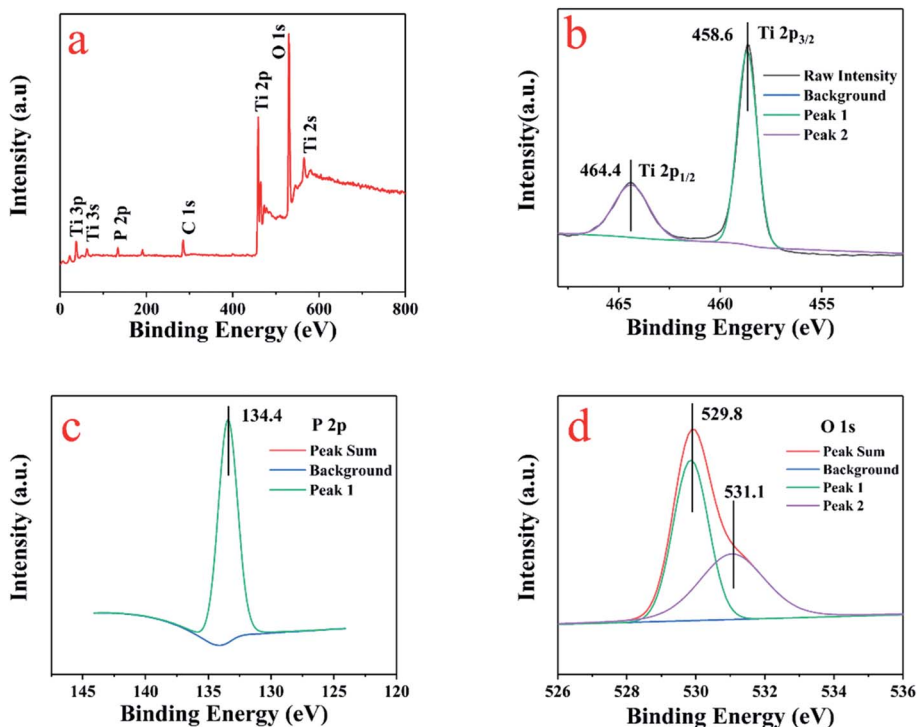 a
Intensity (a.u)
Ti 3p
Ti 3s
P 2p
C 1s
Ti 2p
O 1s
Ti 2s
0 200 400 600 800
Binding Energy (eV)
b
Intensity(a.u.)
458.6 Ti 2p3/2
Raw Intensity
Background
Peak 1
Peak 2
464.4 Ti 2p1/2
465 460 455
Binding Engery (eV)
c
Intensity (a.u.)
134.4 P 2p
Peak Sum
Background
Peak 1
145 140 135 130 125 120
Binding Energy (eV)
d
Intensity (a.u.)
529.8 O 1s
Peak Sum
Background
Peak 1
Peak 2
531.1
526 528 530 532 534 536
Binding Energy (eV)